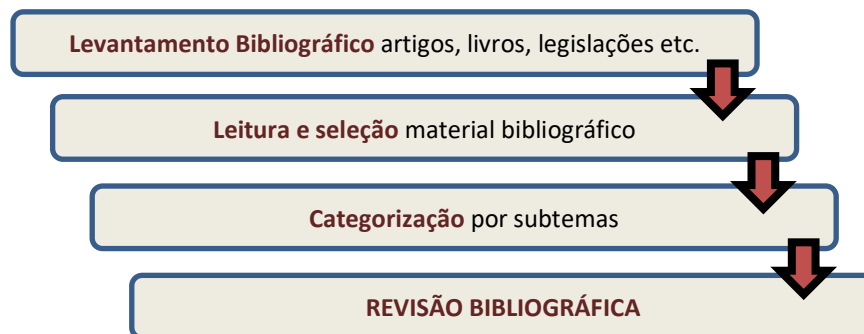 Levantamento Bibliográfico artigos, livros, legislações etc.
Leitura e seleção material bibliográfico
Categorização por subtemas
REVISÃO BIBLIOGRÁFICA